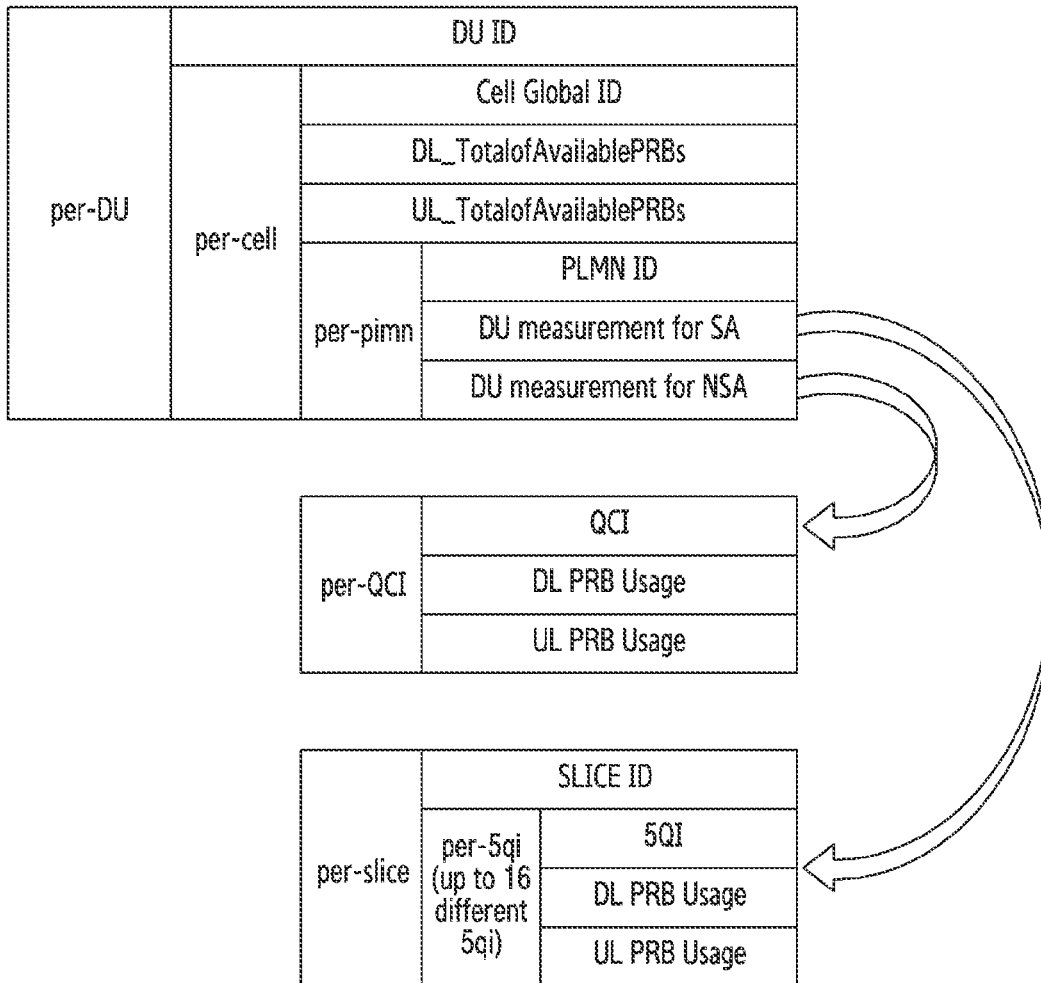 DU ID
Cell Global ID
DL_TotalofAvailablePRBs
UL_TotalofAvailablePRBs
per-DU
per-cell
PLMN ID
per-pimn
DU measurement for SA
DU measurement for NSA
QCI
per-QCI
DL PRB Usage
UL PRB Usage
SLICE ID
per-slice
per-5qi
(up to 16
different
5qi)
5QI
DL PRB Usage
UL PRB Usage